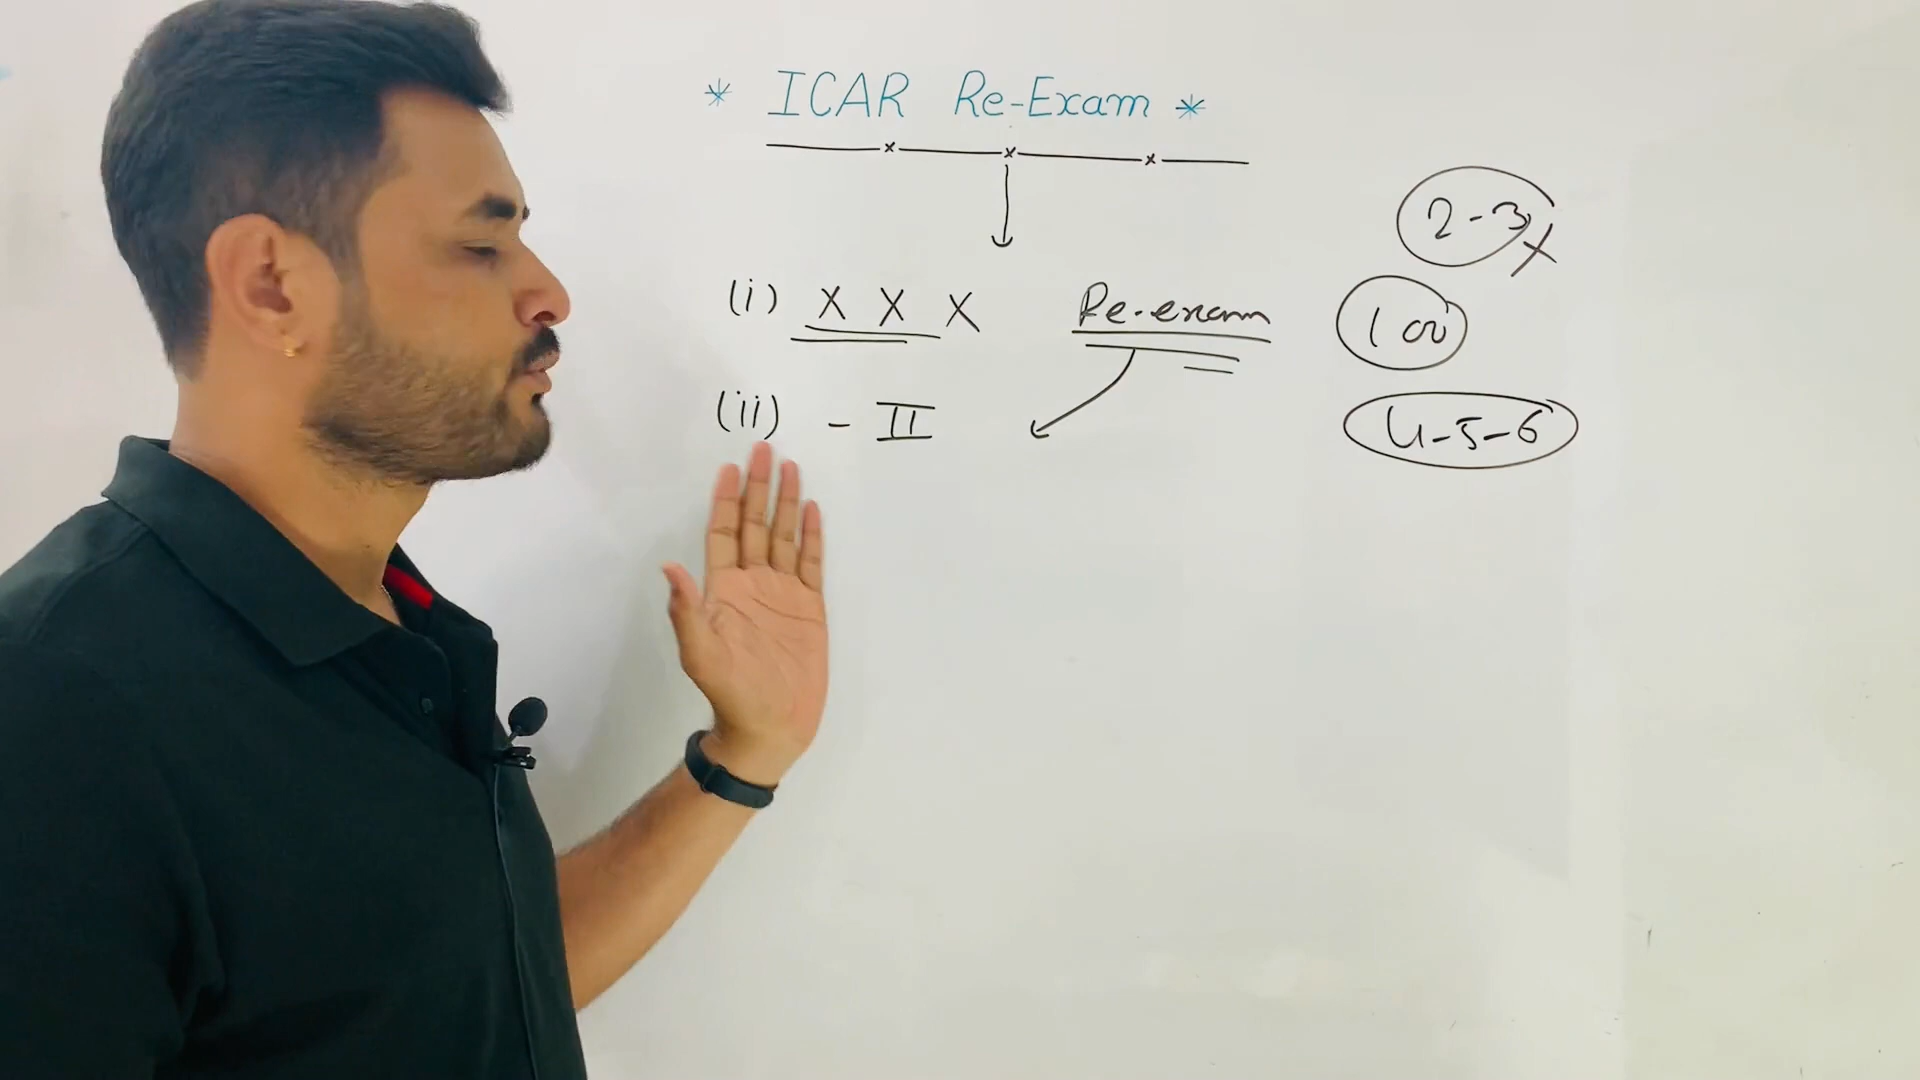 * ICAR Re-Exam *
2-3 x
(i) X X X Re-exam 100
(ii) - II 4-5-6